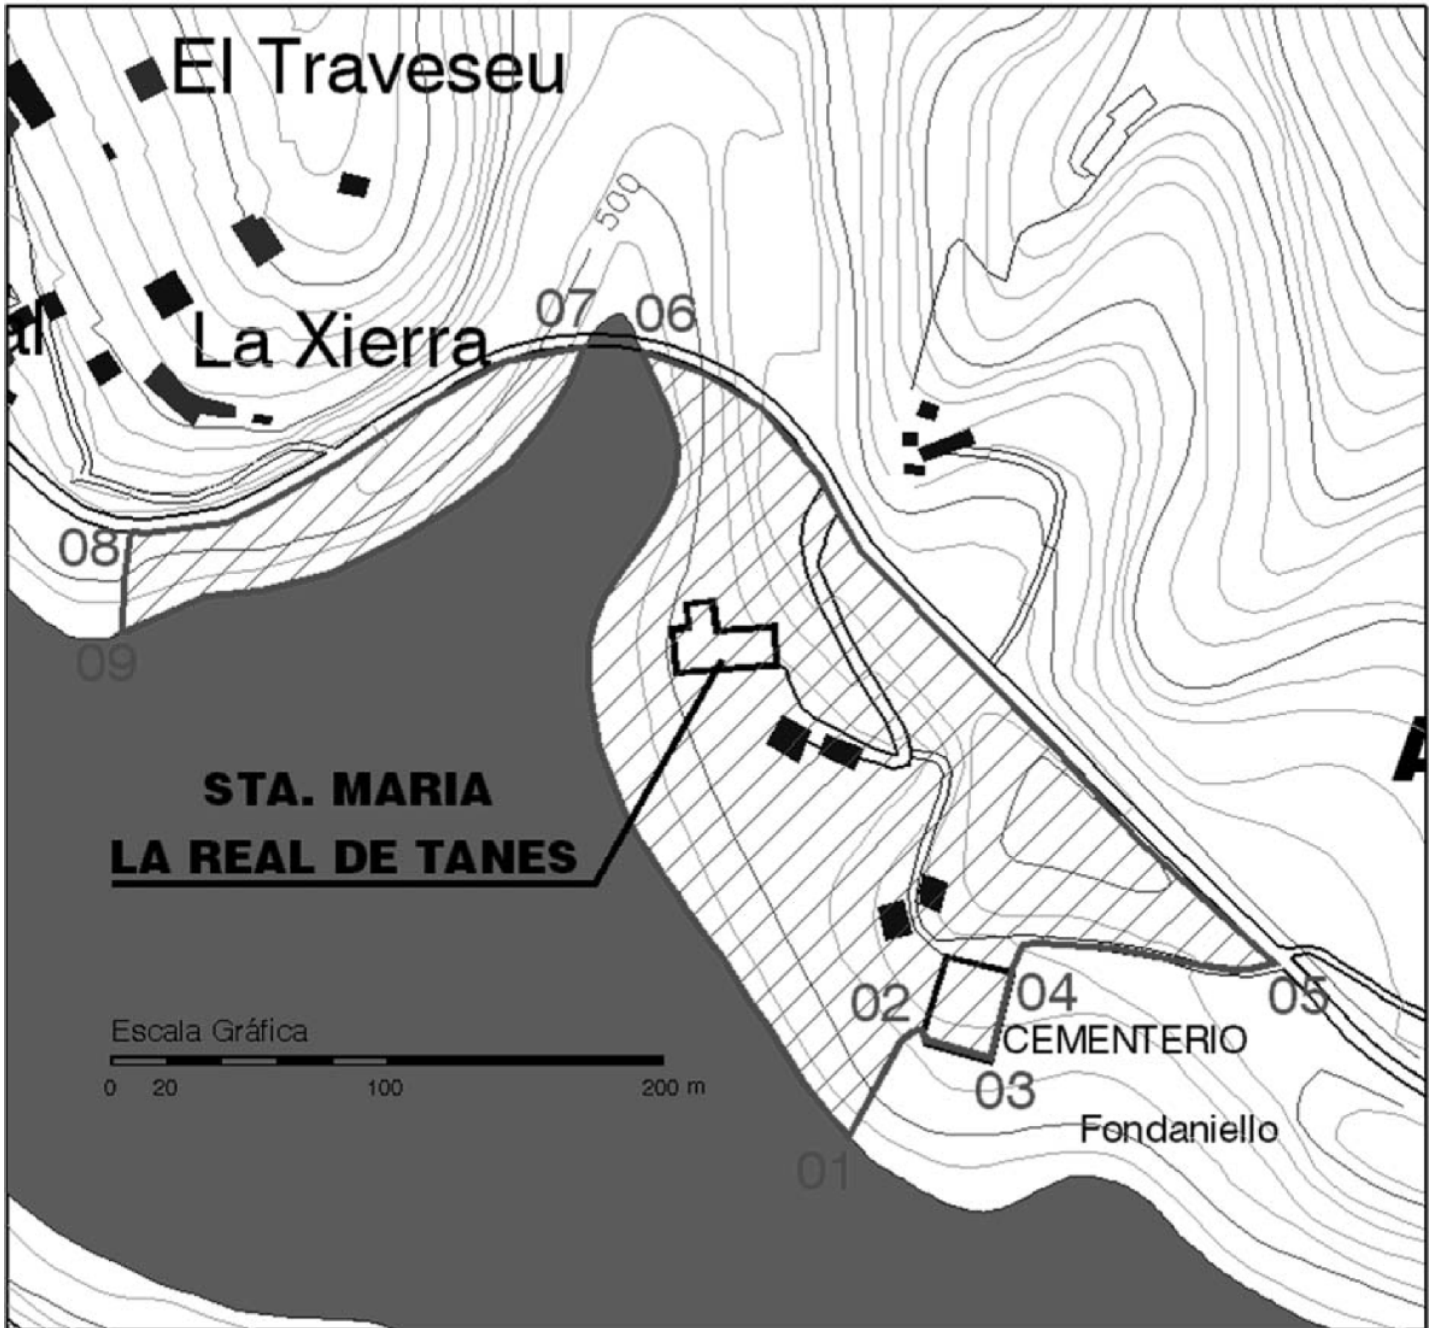 El Traveseu
500
07 06
al
La Xierra
08
09
STA. MARIA
LA REAL DE TANES
02
04
05
CEMENTERIO
Escala Gráfica
03
0 20 100 200 m
Fondaniello
01
A